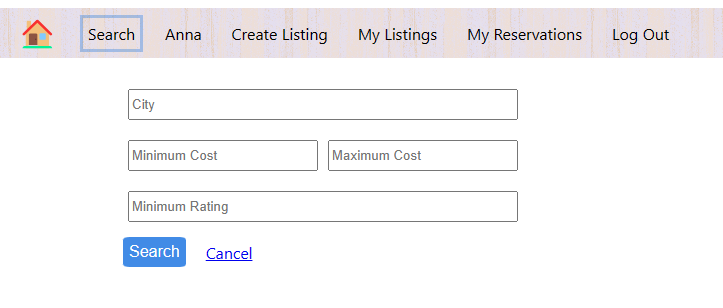 Search Anna Create Listing My Listings My Reservations Log Out
City
Minimum Cost Maximum Cost
Minimum Rating
Search Cancel